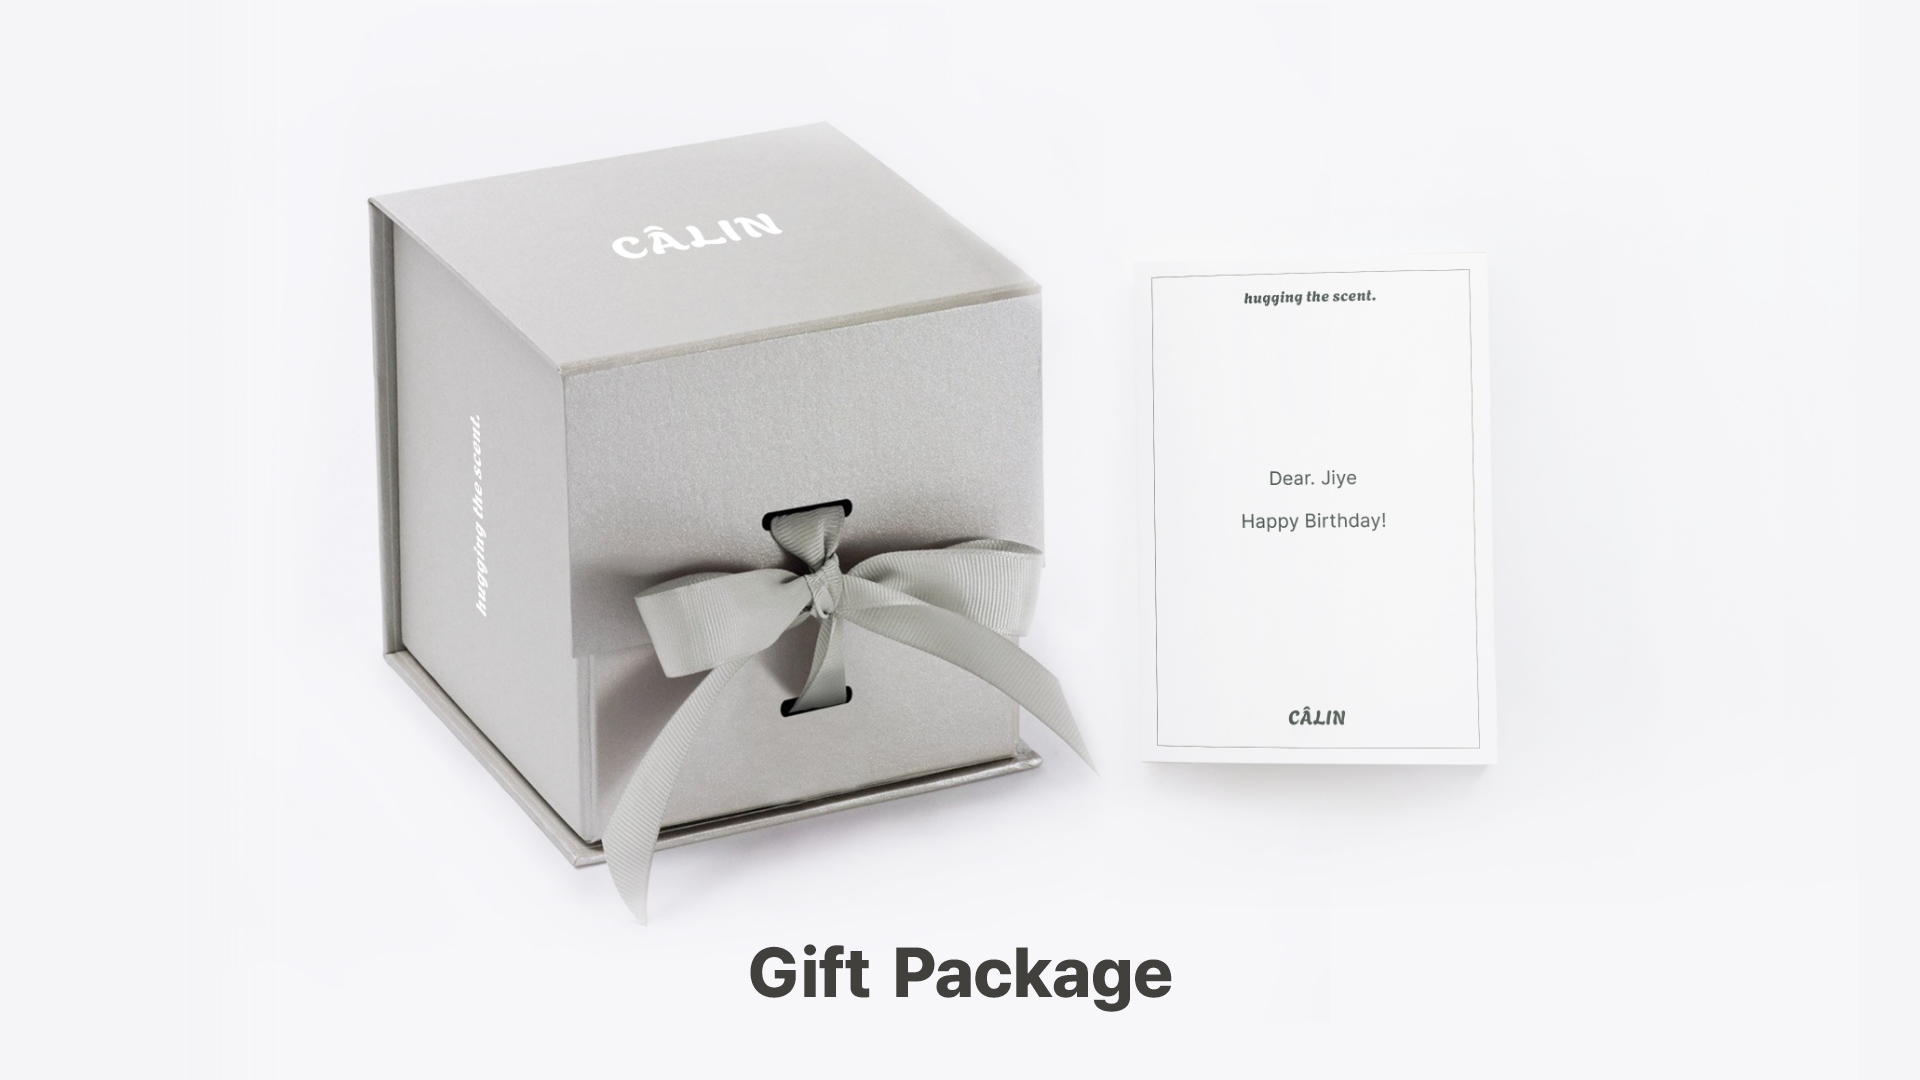 CÂLIN
hugging the scent.
hugging the scent.
Dear. Jiye
Happy Birthday!
CÂLIN
Gift Package